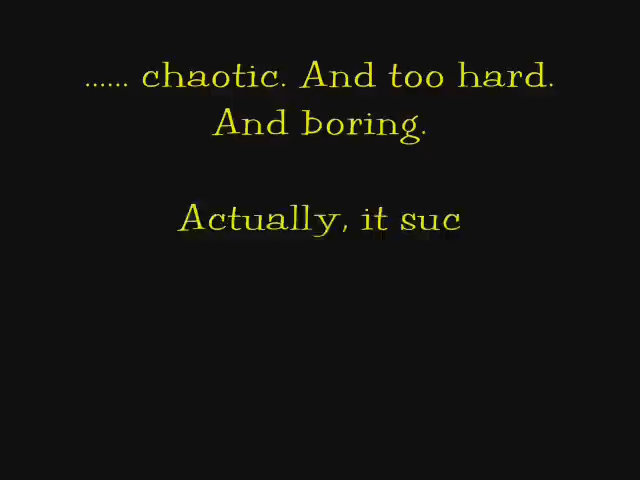 ...... chaotic. And too hard.
And boring.
Actually, it suc